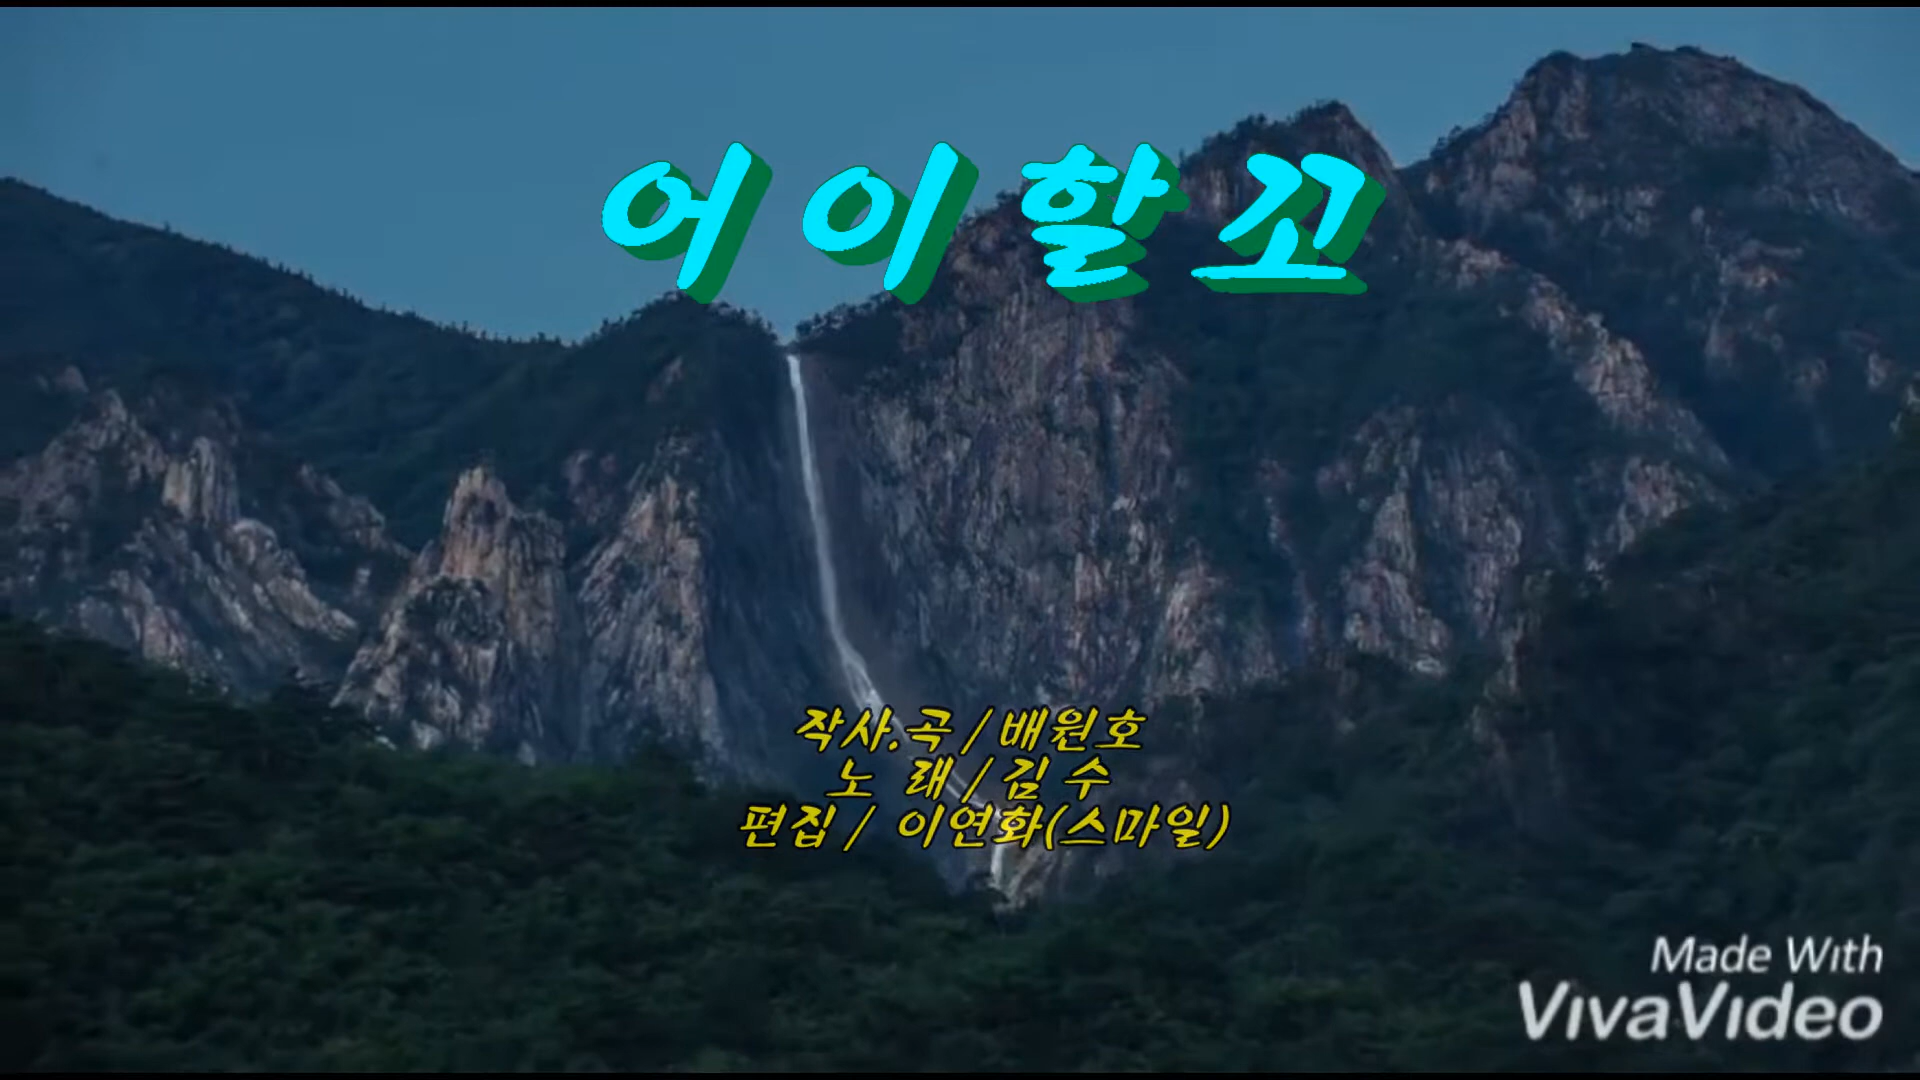 어이할꼬
작사.곡/배원호
노 래/김 수
편집/ 이연화(스마일)
Made With
VivaVideo